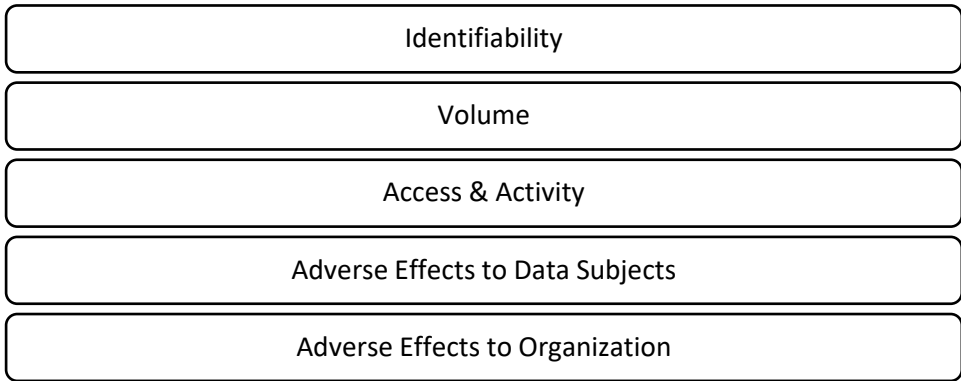 Identifiability
Volume
Access & Activity
Adverse Effects to Data Subjects
Adverse Effects to Organization